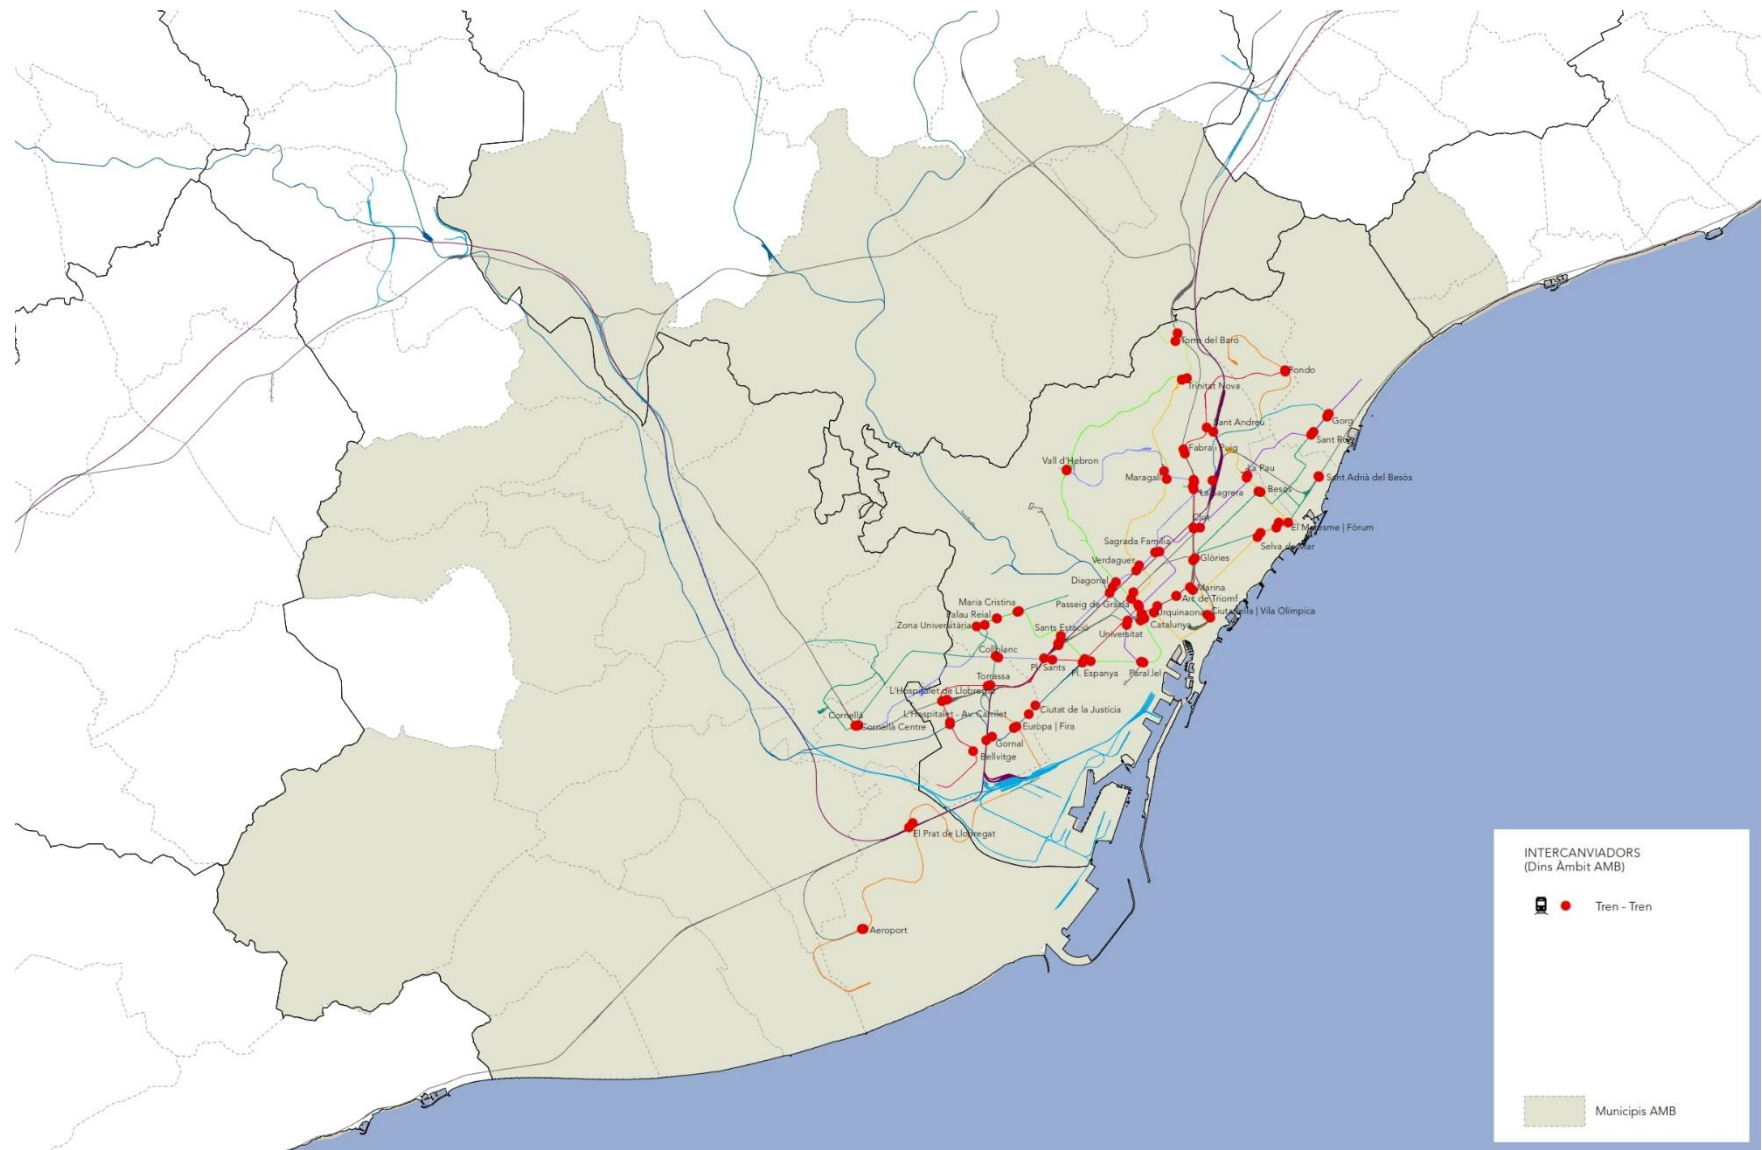 Torre del Baró
Fondo
Trinitat Nova
Gorg
Sant Andreu
Sant Roc
Fabra i Puig
Vall d'Hebron
La Pau
Maragall
Sant Adrià del Besòs
Besòs
La Sagrera
Clot
El Maresme | Fòrum
Sagrada Família
Selva de Mar
Verdaguer
Glòries
Diagonal
Marina
Art de Triomf
Maria Cristina
Passeig de Gràcia
Palau Reial
Urquinaona
Ciutadella | Vila Olímpica
Zona Universitària
Sants Estació
Catalunya
Universitat
Collblanc
Pl. Sants
Pl. Espanya
Paral.lel
Torrassa
L'Hospitalet de Llobregat
Ciutat de la Justícia
Cornellà
L'Hospitalet - Av. Carrilet
Cornellà Centre
Europa | Fira
Gornal
Bellvitge
El Prat de Llobregat
Aeroport
INTERCANVIADORS
(Dins Àmbit AMB)
Tren - Tren
Municipis AMB